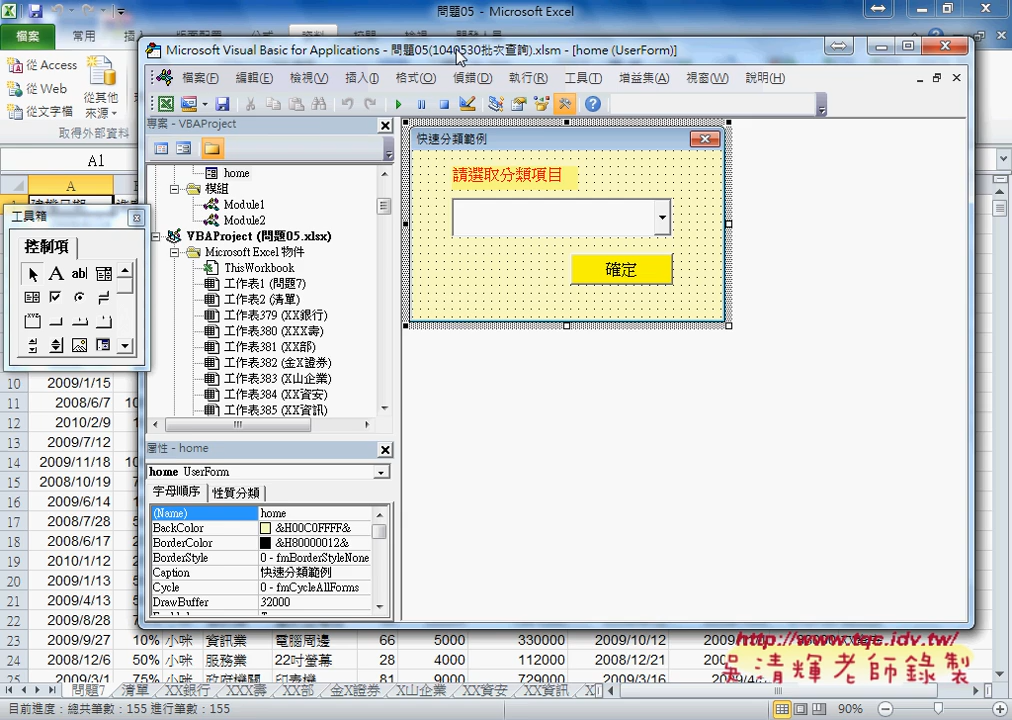 問題05 - Microsoft Excel
檔案
常用
從 Access
從 Web
從文字檔
從其他
來源
取得外部資料
A1
A
Microsoft Visual Basic for Applications - 問題05(1040530批次查詢).xlsm - [home (UserForm)]
檔案(F) 編輯(E) 檢視(V) 插入(I) 格式(O) 偵錯(D) 執行(R) 工具(T) 增益集(A) 視窗(W) 說明(H)
專案 - VBAProject
home
模組
Module1
Module2
VBAProject (問題05.xlsx)
Microsoft Excel 物件
ThisWorkbook
工作表1 (問題7)
工作表2 (清單)
工作表379 (XX銀行)
工作表380 (XXX壽)
工作表381 (XX部)
工作表382 (金X證券)
工作表383 (X山企業)
工作表384 (XX資安)
工作表385 (XX資訊)
工具箱
控制項
快速分類範例
請選取分類項目
確定
屬性 - home
home UserForm
字母順序 性質分類
(Name) home
BackColor &H00C0FFFF&
BorderColor &H80000012&
BorderStyle 0 - fmBorderStyleNone
Caption 快速分類範例
Cycle 0 - fmCycleAllForms
DrawBuffer 32000
10 2009/1/15
11 2008/6/7
12 2010/2/9
13 2009/7/12
14 2009/11/18
15 2008/10/19
16 2009/6/14
17 2008/7/28
18 2008/6/17
19 2010/1/12
20 2009/1/13
21 2009/4/13
22 2009/8/28
23 2009/9/27 10% 小咪 資訊業 電腦周邊 66 5000 330000 2009/10/12
24 2008/12/6 50% 小咪 服務業 22吋螢幕 28 4000 112000 2008/12/21
25 2009/3/1 75% 小咪 政府機關 印表機 81 9000 729000 2009/3/16
http://www.tqc.idv.tw/
吳清輝老師錄製
問題7 清單 XX銀行 XXX壽 XX部 金X證券 X山企業 XX資安 XX資訊
目前進度：總共筆數：155 進行筆數：155
90%